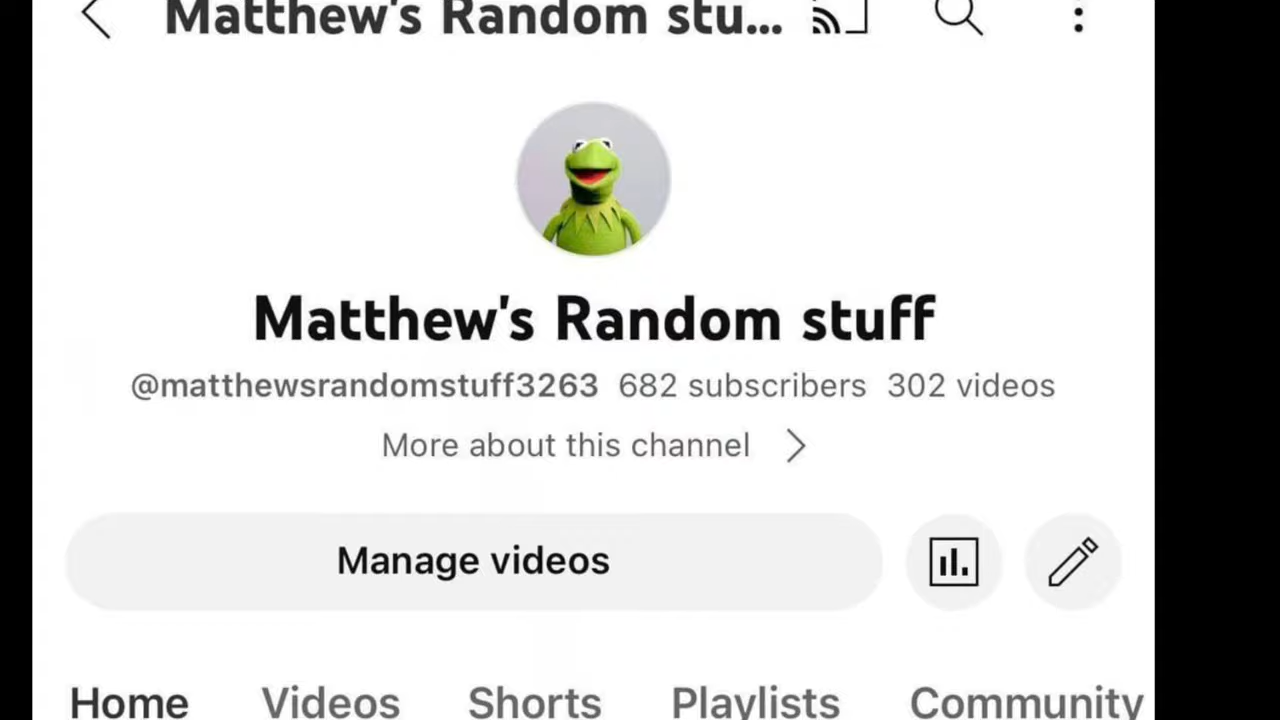 Matthew's Random stu...
Matthew's Random stuff
@matthewsrandomstuff3263 682 subscribers 302 videos
More about this channel
Manage videos
Home Videos Shorts Playlists Community